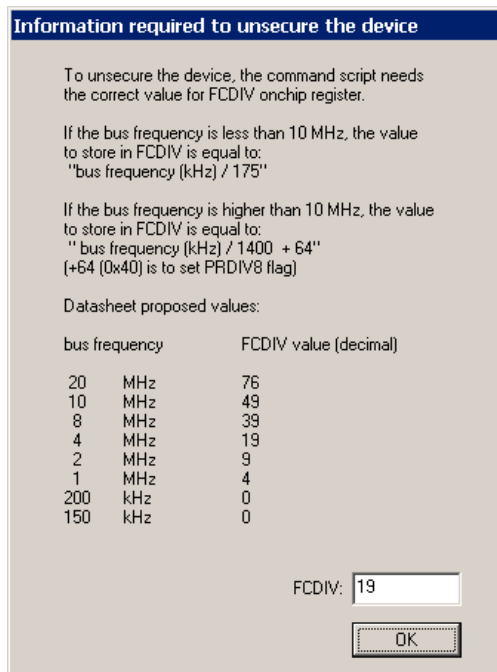 Information required to unsecure the device
To unsecure the device, the command script needs
the correct value for FCDIV onchip register.
If the bus frequency is less than 10 MHz, the value
to store in FCDIV is equal to:
"bus frequency (kHz) / 175"
If the bus frequency is higher than 10 MHz, the value
to store in FCDIV is equal to:
" bus frequency (kHz) / 1400 + 64"
(+64 (0x40) is to set PRDIV8 flag)
Datasheet proposed values:
bus frequency FCDIV value (decimal)
20 MHz 76
10 MHz 49
8 MHz 39
4 MHz 19
2 MHz 9
1 MHz 4
200 kHz 0
150 kHz 0
FCDIV: 19
OK